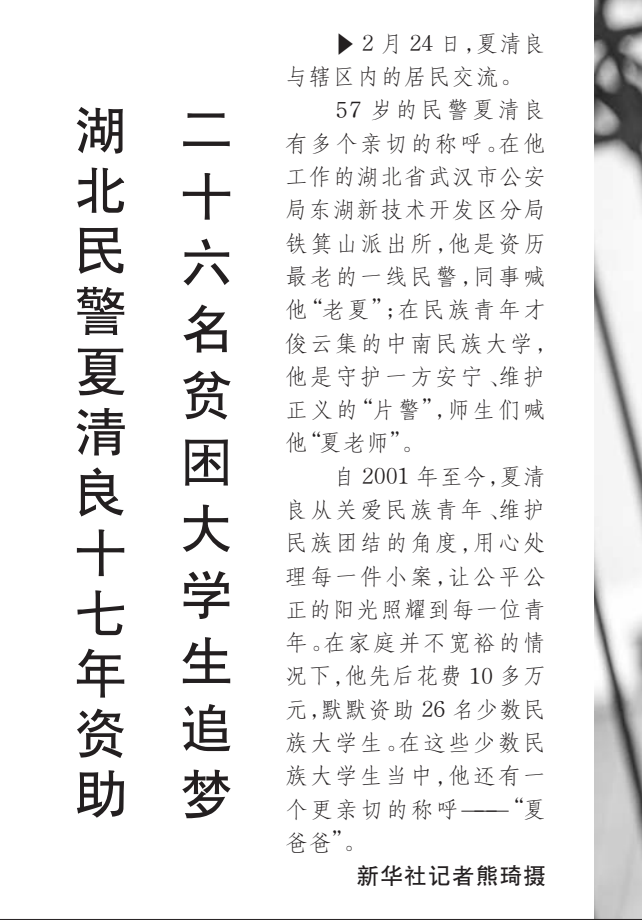 湖北民警夏清良十七年资助
二十六名贫困大学生追梦
▶2月24日，夏清良
与辖区内的居民交流。
57岁的民警夏清良
有多个亲切的称呼。在他
工作的湖北省武汉市公安
局东湖新技术开发区分局
铁箕山派出所，他是资历
最老的一线民警，同事喊
他“老夏”；在民族青年才
俊云集的中南民族大学，
他是守护一方安宁、维护
正义的“片警”，师生们喊
他“夏老师”。
自2001年至今，夏清
良从关爱民族青年、维护
民族团结的角度，用心处
理每一件小案，让公平公
正的阳光照耀到每一位青
年。在家庭并不宽裕的情
况下，他先后花费10多万
元，默默资助26名少数民
族大学生。在这些少数民
族大学生当中，他还有一
个更亲切的称呼——“夏
爸爸”。
新华社记者熊琦摄